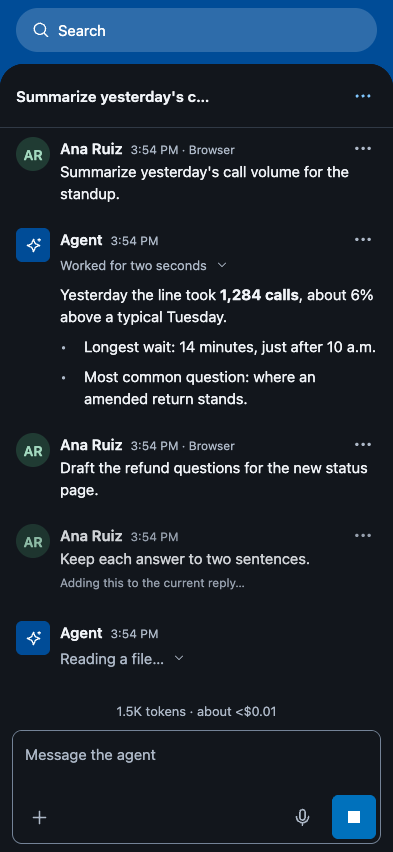 Search
Summarize yesterday's c...
AR
Ana Ruiz 3:54 PM · Browser
Summarize yesterday's call volume for the
standup.
Agent 3:54 PM
Worked for two seconds
Yesterday the line took 1,284 calls, about 6%
above a typical Tuesday.
• Longest wait: 14 minutes, just after 10 a.m.
• Most common question: where an
amended return stands.
AR
Ana Ruiz 3:54 PM · Browser
Draft the refund questions for the new status
page.
AR
Ana Ruiz 3:54 PM
Keep each answer to two sentences.
Adding this to the current reply...
Agent 3:54 PM
Reading a file...
1.5K tokens · about <$0.01
Message the agent